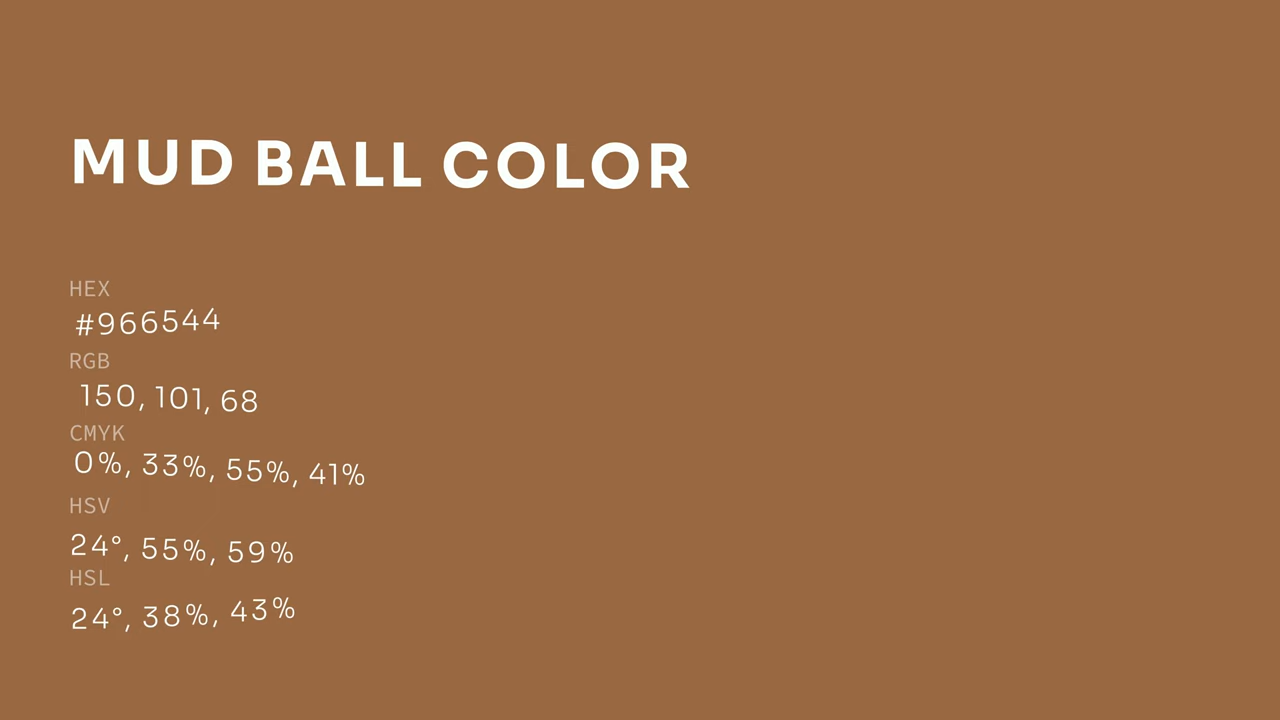 MUD BALL COLOR
HEX
#966544
RGB
150, 101, 68
CMYK
0%, 33%, 55%, 41%
HSV
24°, 55%, 59%
HSL
24°, 38%, 43%